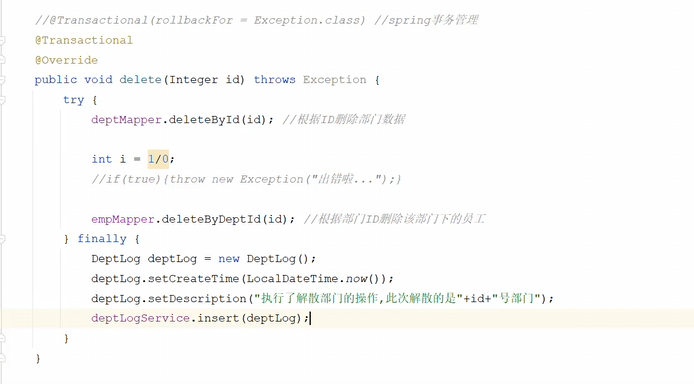 //@Transactional(rollbackFor = Exception.class) //spring事务管理
@Transactional
@Override
public void delete(Integer id) throws Exception {
try {
deptMapper.deleteById(id); //根据ID删除部门数据
int i = 1/0;
//if(true){throw new Exception("出错啦...");}
empMapper.deleteByDeptId(id); //根据部门ID删除该部门下的员工
} finally {
DeptLog deptLog = new DeptLog();
deptLog.setCreateTime(LocalDateTime.now());
deptLog.setDescription("执行了解散部门的操作,此次解散的是"+id+"号部门");
deptLogService.insert(deptLog);
}
}